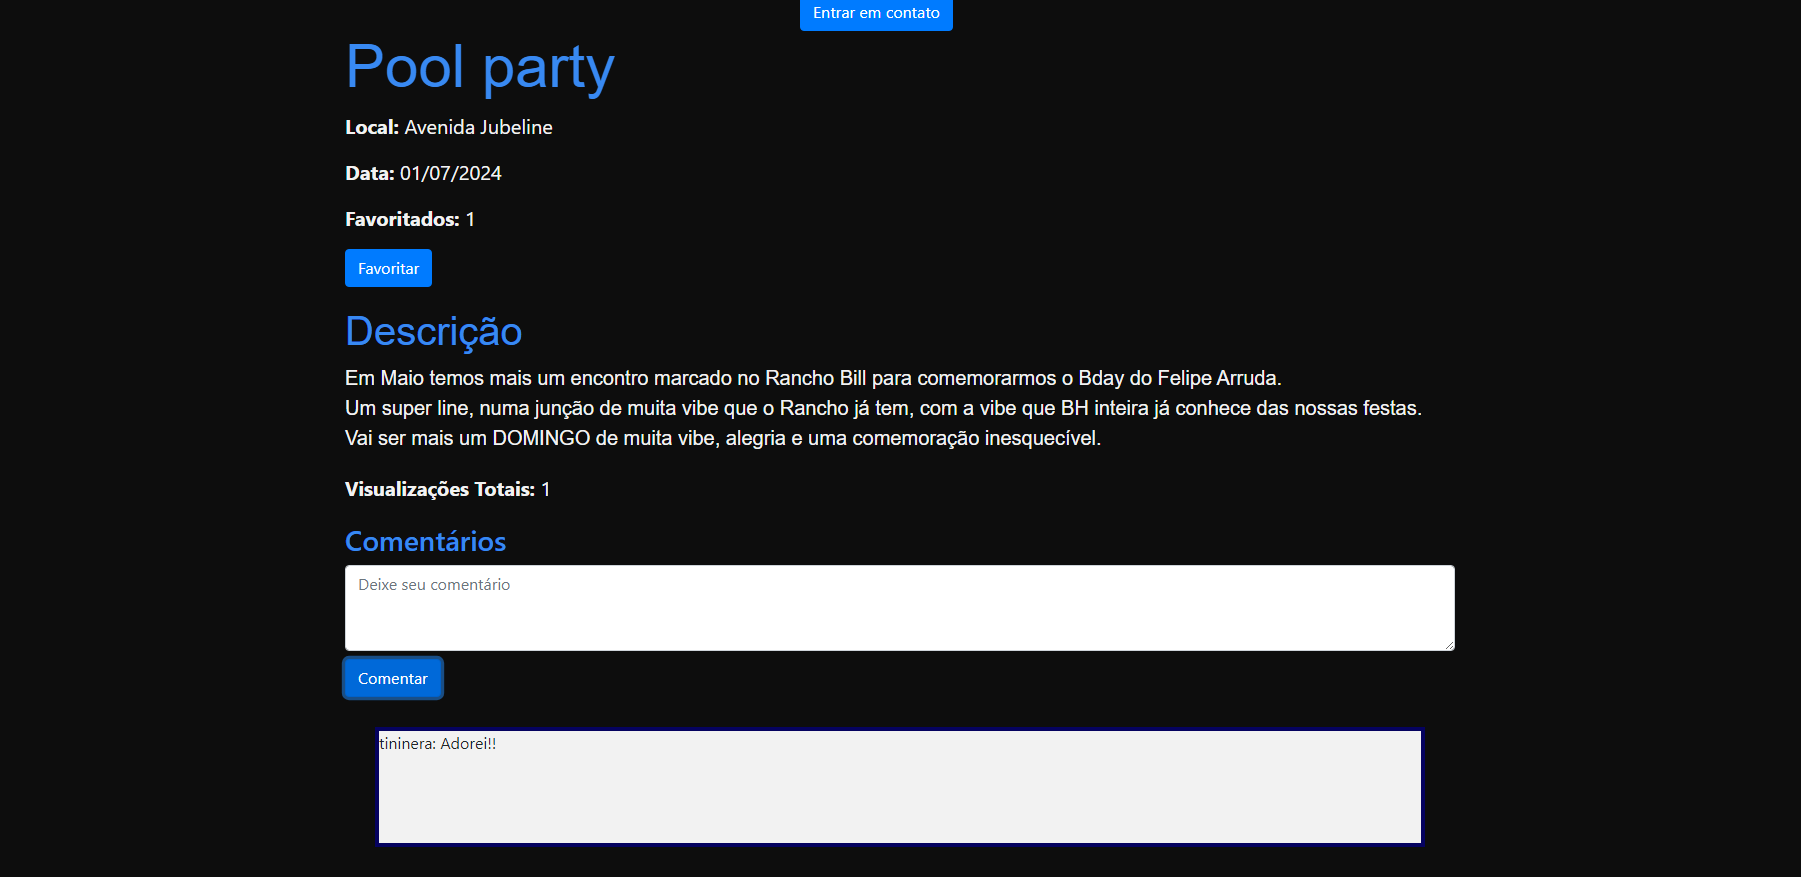 Entrar em contato
Pool party
Local: Avenida Jubeline
Data: 01/07/2024
Favoritados: 1
Favoritar
Descrição
Em Maio temos mais um encontro marcado no Rancho Bill para comemorarmos o Bday do Felipe Arruda.
Um super line, numa junção de muita vibe que o Rancho já tem, com a vibe que BH inteira já conhece das nossas festas.
Vai ser mais um DOMINGO de muita vibe, alegria e uma comemoração inesquecível.
Visualizações Totais: 1
Comentários
Deixe seu comentário
Comentar
tininera: Adorei!!